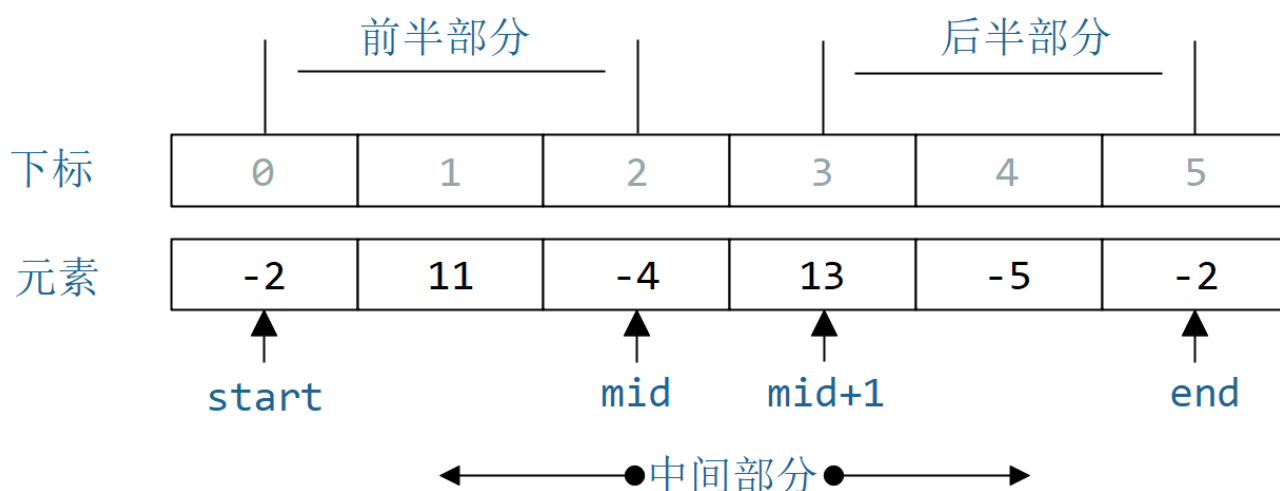 前半部分 后半部分
下标 0 1 2 3 4 5
元素 -2 11 -4 13 -5 -2
start mid mid+1 end
中间部分